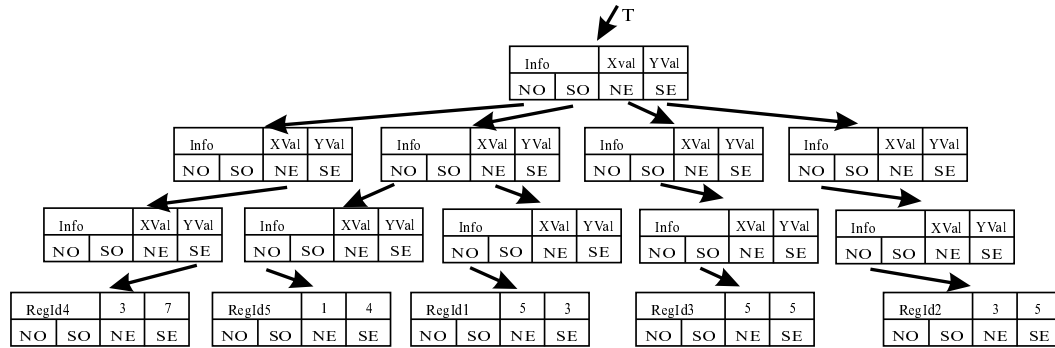 T
Info Xval YVal
NO SO NE SE
Info XVal YVal Info XVal YVal Info XVal YVal Info XVal YVal
NO SO NE SE NO SO NE SE NO SO NE SE NO SO NE SE
Info XVal YVal Info XVal YVal Info XVal YVal Info XVal YVal Info XVal YVal
NO SO NE SE NO SO NE SE NO SO NE SE NO SO NE SE NO SO NE SE
RegId4 3 7 RegId5 1 4 RegId1 5 3 RegId3 5 5 RegId2 3 5
NO SO NE SE NO SO NE SE NO SO NE SE NO SO NE SE NO SO NE SE